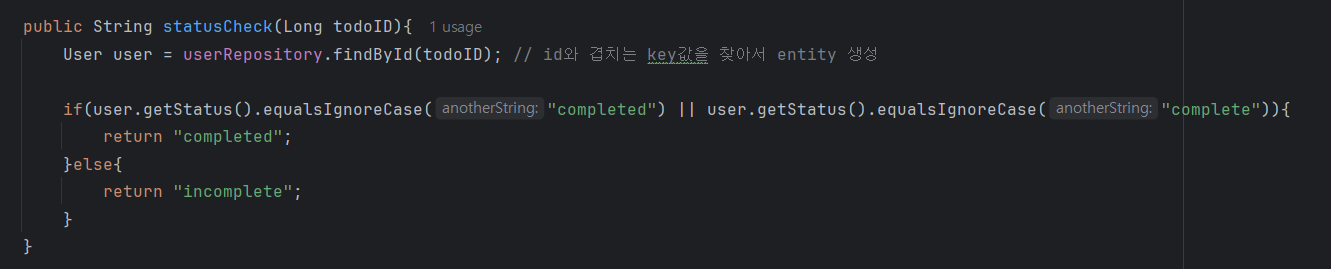 public String statusCheck(Long todoID){ 1 usage
User user = userRepository.findById(todoID); // id와 겹치는 key값을 찾아서 entity 생성
if(user.getStatus().equalsIgnoreCase( anotherString: "completed") || user.getStatus().equalsIgnoreCase( anotherString: "complete")){
return "completed";
}else{
return "incomplete";
}
}